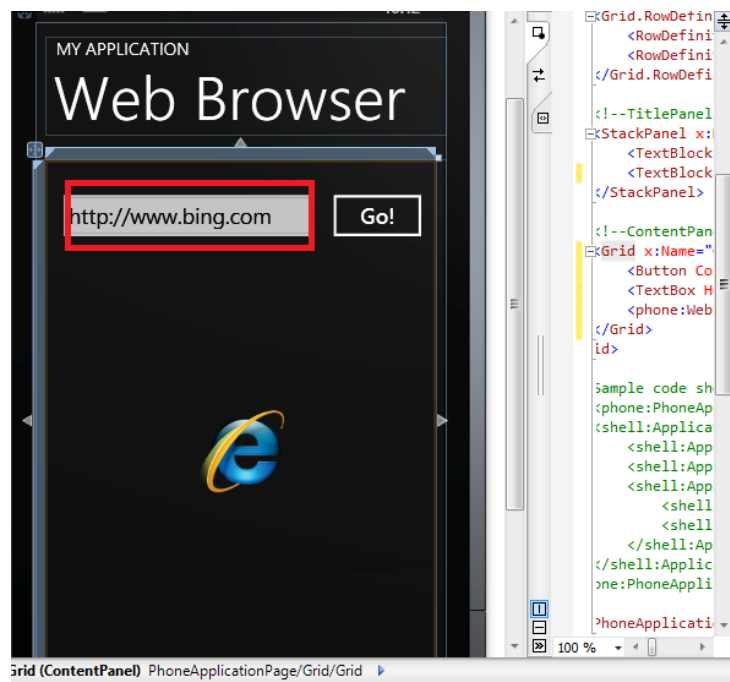 MY APPLICATION
Web Browser
http://www.bing.com
Go!
<Grid.RowDefin
<RowDefini
<RowDefini
</Grid.RowDefi
<!--TitlePanel
<StackPanel x:
<TextBlock
<TextBlock
</StackPanel>
<!--ContentPan
<Grid x:Name="
<Button Co
<TextBox H
<phone:Web
</Grid>
id>
Sample code sh
<phone:PhoneAp
<shell:Applica
<shell:App
<shell:App
<shell:App
<shell
<shell
</shell:Ap
</shell:Applic
one:PhoneAppli
PhoneApplicati
100 %
Grid (ContentPanel) PhoneApplicationPage/Grid/Grid